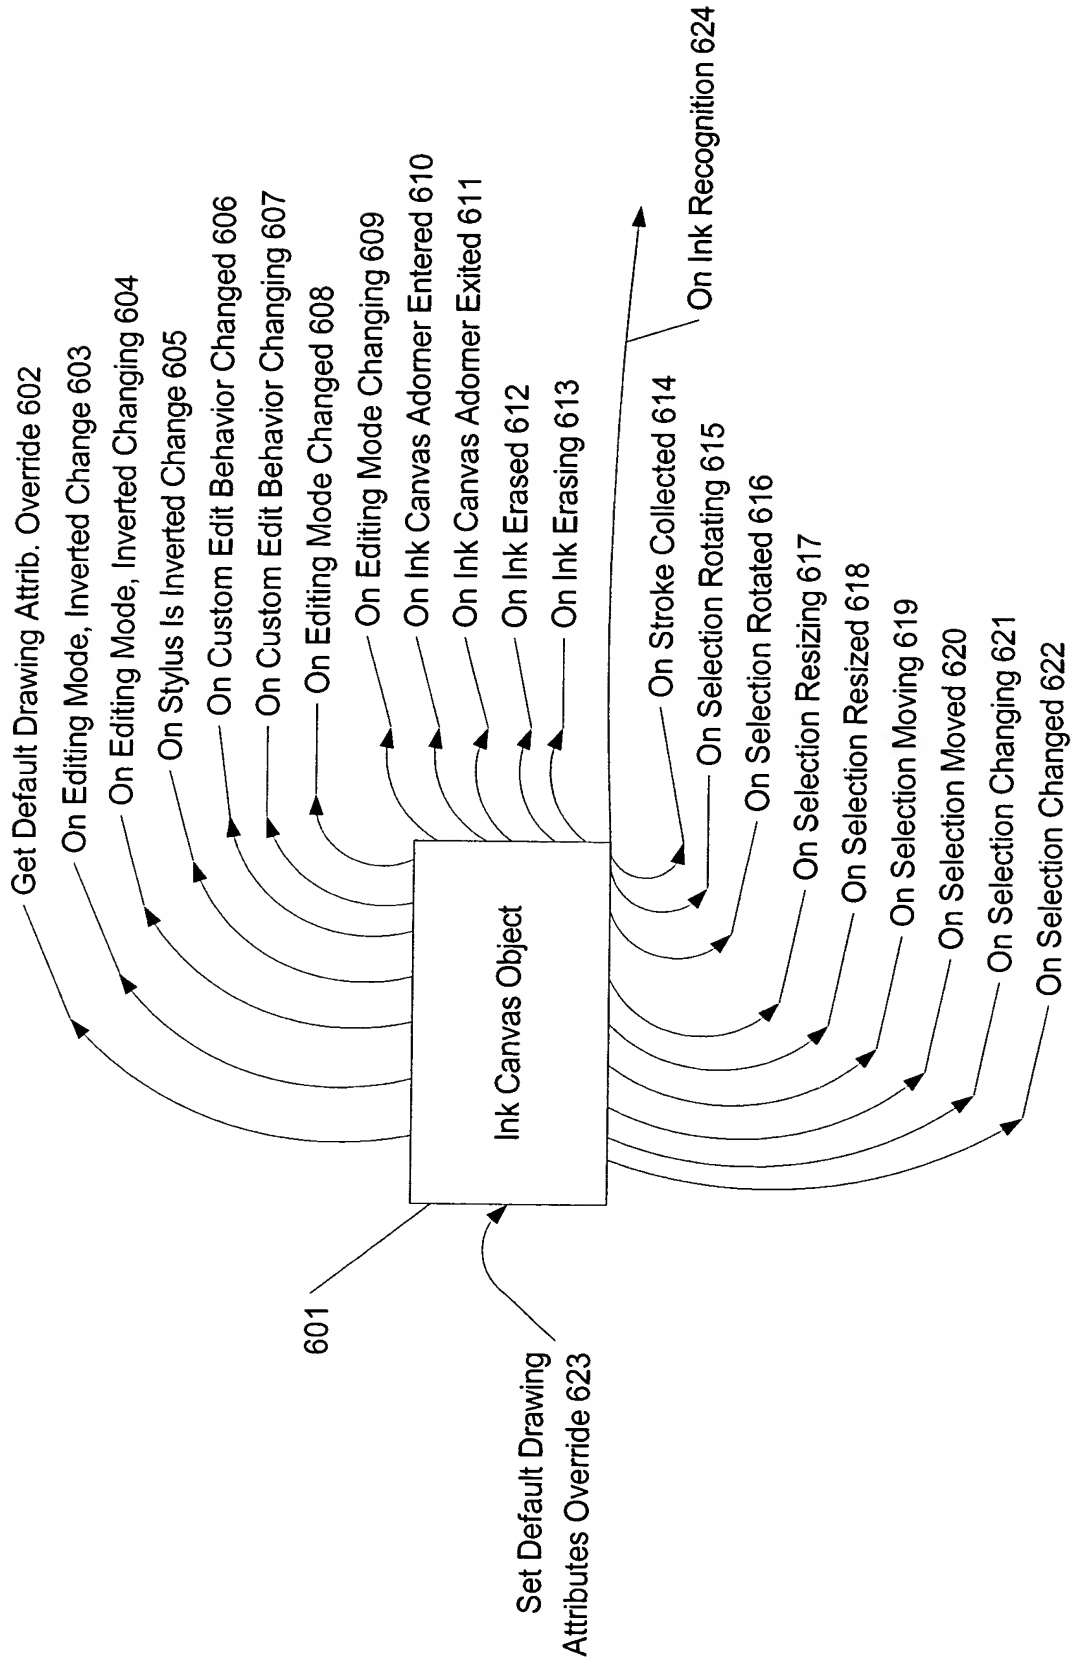 Get Default Drawing Attrib. Override 602
On Editing Mode, Inverted Change 603
On Editing Mode, Inverted Changing 604
On Stylus Is Inverted Change 605
On Custom Edit Behavior Changed 606
On Custom Edit Behavior Changing 607
On Editing Mode Changed 608
On Editing Mode Changing 609
On Ink Canvas Adorner Entered 610
On Ink Canvas Adorner Exited 611
On Ink Erased 612
On Ink Erasing 613
On Ink Recognition 624
601
Ink Canvas Object
Set Default Drawing
Attributes Override 623
On Stroke Collected 614
On Selection Rotating 615
On Selection Rotated 616
On Selection Resizing 617
On Selection Resized 618
On Selection Moving 619
On Selection Moved 620
On Selection Changing 621
On Selection Changed 622